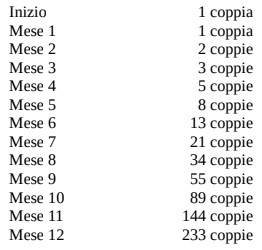 Inizio 1 coppia
Mese 1 1 coppia
Mese 2 2 coppie
Mese 3 3 coppie
Mese 4 5 coppie
Mese 5 8 coppie
Mese 6 13 coppie
Mese 7 21 coppie
Mese 8 34 coppie
Mese 9 55 coppie
Mese 10 89 coppie
Mese 11 144 coppie
Mese 12 233 coppie